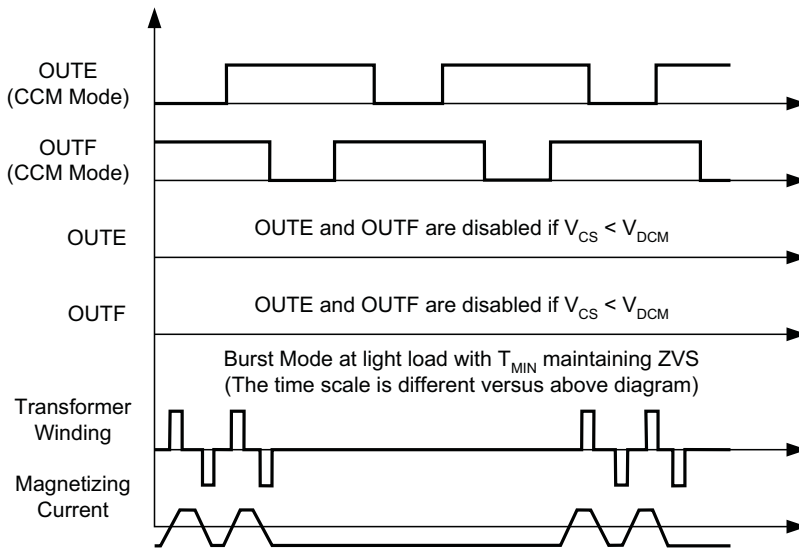 OUTE
(CCM Mode)
OUTF
(CCM Mode)
OUTE
OUTE and OUTF are disabled if V_CS < V_DCM
OUTF
OUTE and OUTF are disabled if V_CS < V_DCM
Burst Mode at light load with T_MIN maintaining ZVS
(The time scale is different versus above diagram)
Transformer
Winding
Magnetizing
Current